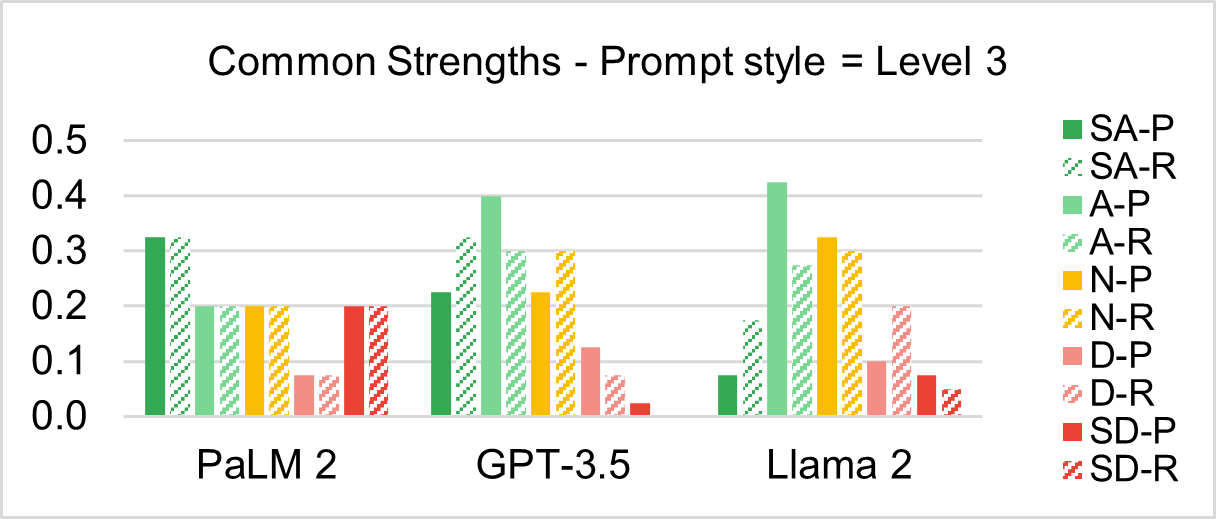 Common Strengths - Prompt style = Level 3
0.5
0.4
0.3
0.2
0.1
0.0
PaLM 2
GPT-3.5
Llama 2
SA-P
SA-R
A-P
A-R
N-P
N-R
D-P
D-R
SD-P
SD-R